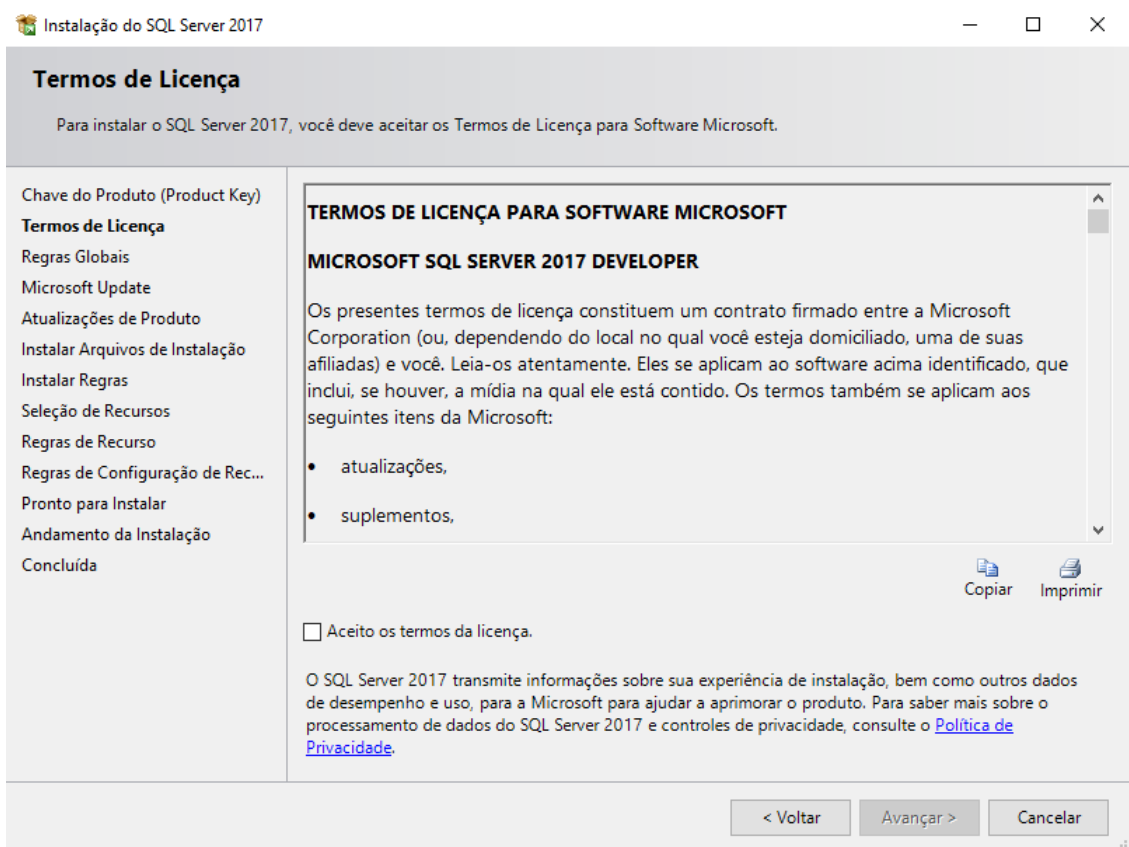 Instalação do SQL Server 2017
Termos de Licença
Para instalar o SQL Server 2017, você deve aceitar os Termos de Licença para Software Microsoft.
Chave do Produto (Product Key)
Termos de Licença
Regras Globais
Microsoft Update
Atualizações de Produto
Instalar Arquivos de Instalação
Instalar Regras
Seleção de Recursos
Regras de Recurso
Regras de Configuração de Rec...
Pronto para Instalar
Andamento da Instalação
Concluída
TERMOS DE LICENÇA PARA SOFTWARE MICROSOFT
MICROSOFT SQL SERVER 2017 DEVELOPER
Os presentes termos de licença constituem um contrato firmado entre a Microsoft
Corporation (ou, dependendo do local no qual você esteja domiciliado, uma de suas
afiliadas) e você. Leia-os atentamente. Eles se aplicam ao software acima identificado, que
inclui, se houver, a mídia na qual ele está contido. Os termos também se aplicam aos
seguintes itens da Microsoft:
• atualizações,
• suplementos,
Copiar Imprimir
Aceito os termos da licença.
O SQL Server 2017 transmite informações sobre sua experiência de instalação, bem como outros dados
de desempenho e uso, para a Microsoft para ajudar a aprimorar o produto. Para saber mais sobre o
processamento de dados do SQL Server 2017 e controles de privacidade, consulte o Política de
Privacidade.
< Voltar Avançar > Cancelar